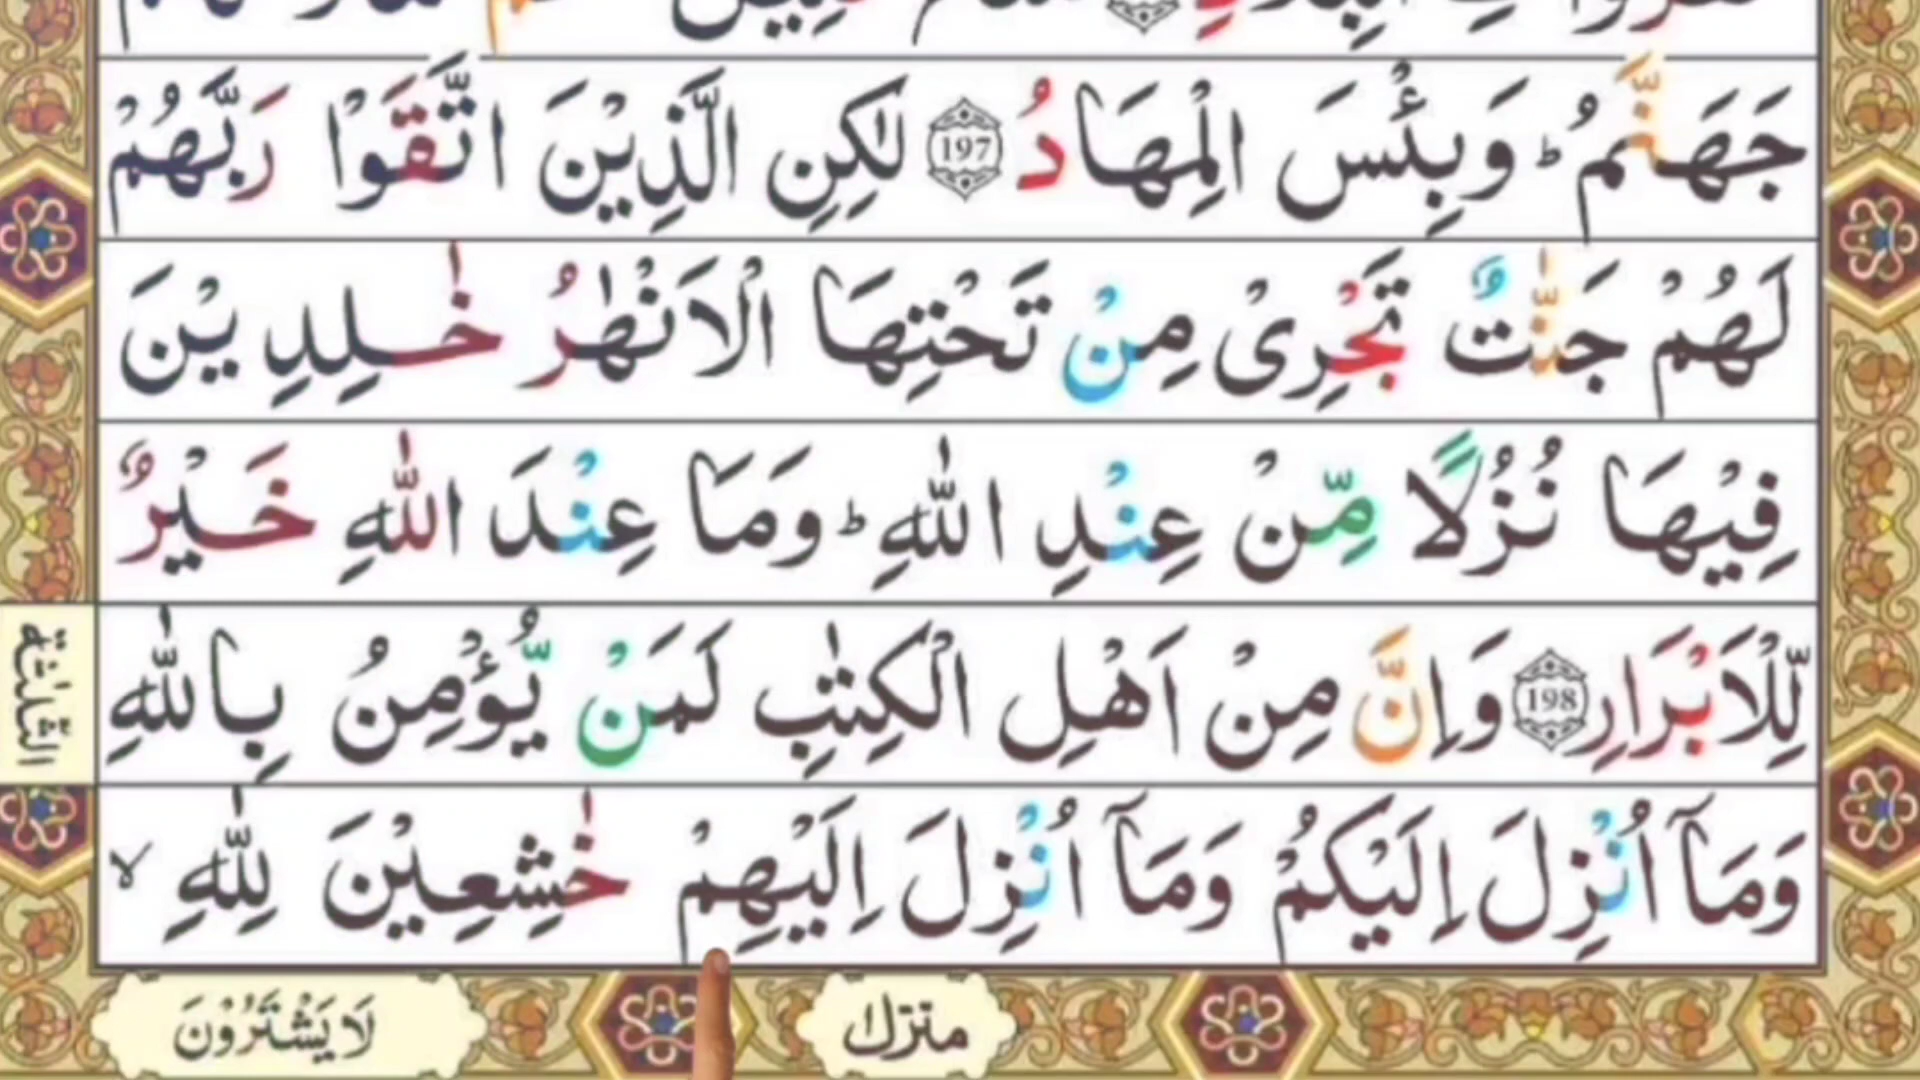 جَهَنَّمُ ؕ وَبِئْسَ الْمِهَادُ 197 لٰكِنِ الَّذِيْنَ اتَّقَوْا رَبَّهُمْ
لَهُمْ جَنّٰتٌ تَجْرِىْ مِنْ تَحْتِهَا الْاَنْهٰرُ خٰلِدِيْنَ
فِيْهَا نُزُلًا مِّنْ عِنْدِ اللّٰهِ ؕ وَمَا عِنْدَ اللّٰهِ خَيْرٌ
لِّلْاَبْرَارِ 198 وَاِنَّ مِنْ اَهْلِ الْكِتٰبِ لَمَنْ يُّؤْمِنُ بِاللّٰهِ
الثلثة
وَمَاۤ اُنْزِلَ اِلَيْكُمْ وَمَاۤ اُنْزِلَ اِلَيْهِمْ خٰشِعِيْنَ لِلّٰهِ ۙ
منزل
لَا يَشْتَرُوْنَ